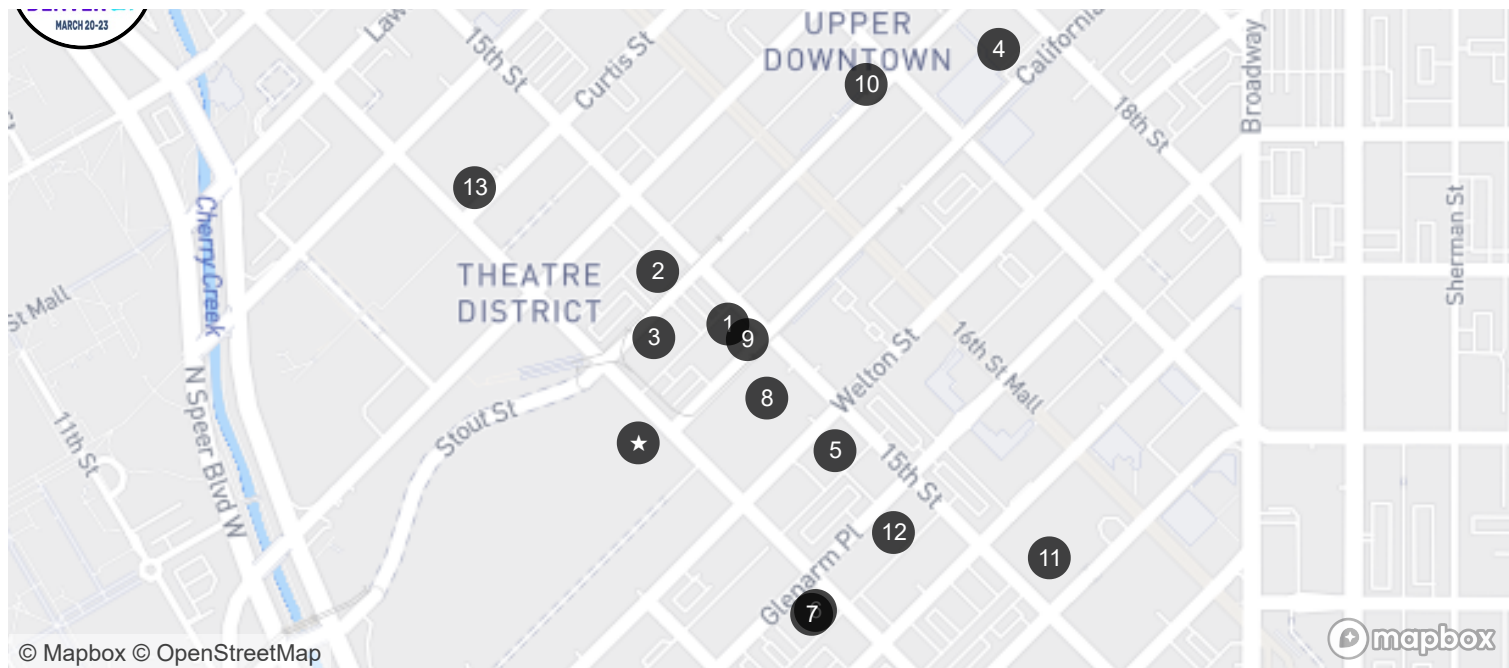 MARCH 20-23
Law
15th St
Curtis St
UPPER
DOWNTOWN
10
4
California
18th St
Broadway
13
Cherry Creek
St Mall
THEATRE
DISTRICT
2
3
1
9
Sherman St
8
Welton St
16th St Mall
N Speer Blvd W
11th St
Stout St
★
5
15th St
12
11
Glenarm Pl
7
© Mapbox © OpenStreetMap
mapbox